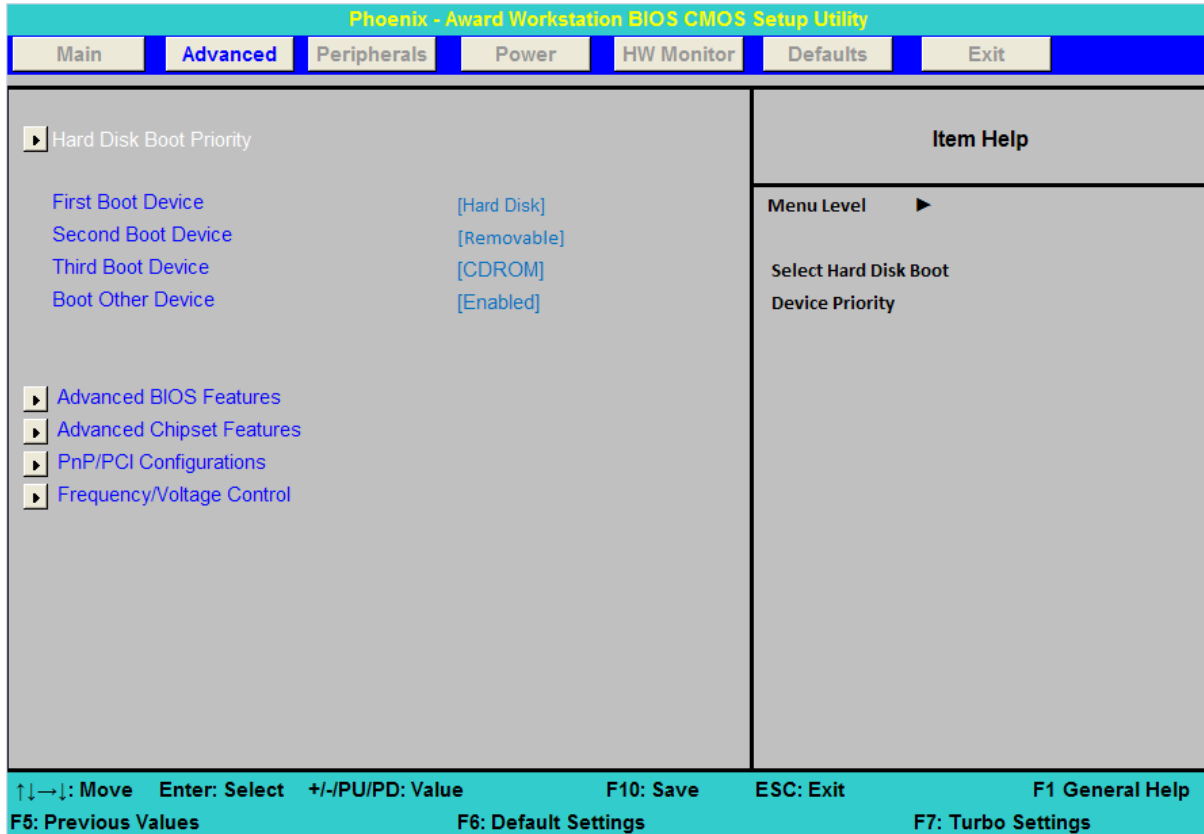 Phoenix - Award Workstation BIOS CMOS Setup Utility
Main Advanced Peripherals Power HW Monitor Defaults Exit
Hard Disk Boot Priority
First Boot Device [Hard Disk]
Second Boot Device [Removable]
Third Boot Device [CDROM]
Boot Other Device [Enabled]
Advanced BIOS Features
Advanced Chipset Features
PnP/PCI Configurations
Frequency/Voltage Control
Item Help
Menu Level ►
Select Hard Disk Boot
Device Priority
↑↓→↓: Move Enter: Select +/-/PU/PD: Value F10: Save ESC: Exit F1 General Help
F5: Previous Values F6: Default Settings F7: Turbo Settings